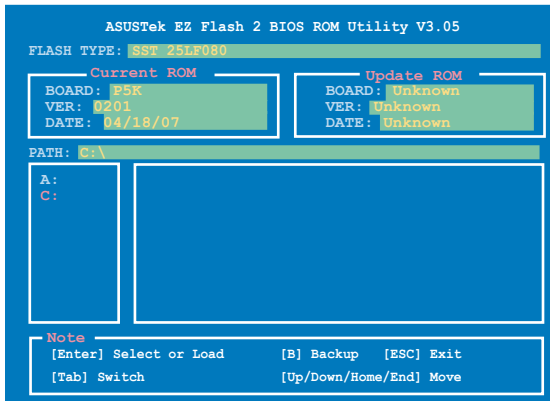 ASUSTek EZ Flash 2 BIOS ROM Utility V3.05
FLASH TYPE: SST 25LF080
Current ROM
BOARD: P5K
VER: 0201
DATE: 04/18/07
Update ROM
BOARD: Unknown
VER: Unknown
DATE: Unknown
PATH: C:\
A:
C:
Note
[Enter] Select or Load [B] Backup [ESC] Exit
[Tab] Switch [Up/Down/Home/End] Move